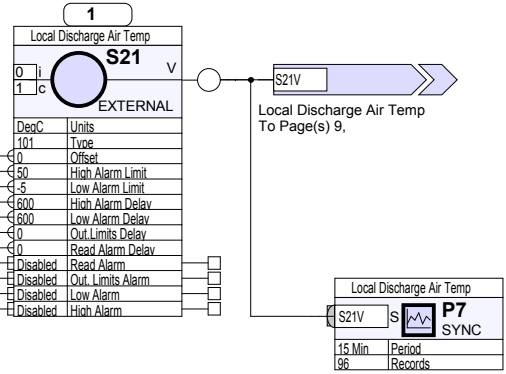 1
Local Discharge Air Temp
S21
V
0 i
1 c
EXTERNAL
DegC Units
101 Type
0 Offset
50 High Alarm Limit
-5 Low Alarm Limit
600 High Alarm Delay
600 Low Alarm Delay
0 Out.Limits Delay
0 Read Alarm Delay
Disabled Read Alarm
Disabled Out. Limits Alarm
Disabled Low Alarm
Disabled High Alarm
S21V
Local Discharge Air Temp
To Page(s) 9,
Local Discharge Air Temp
S21V S P7
SYNC
15 Min Period
96 Records